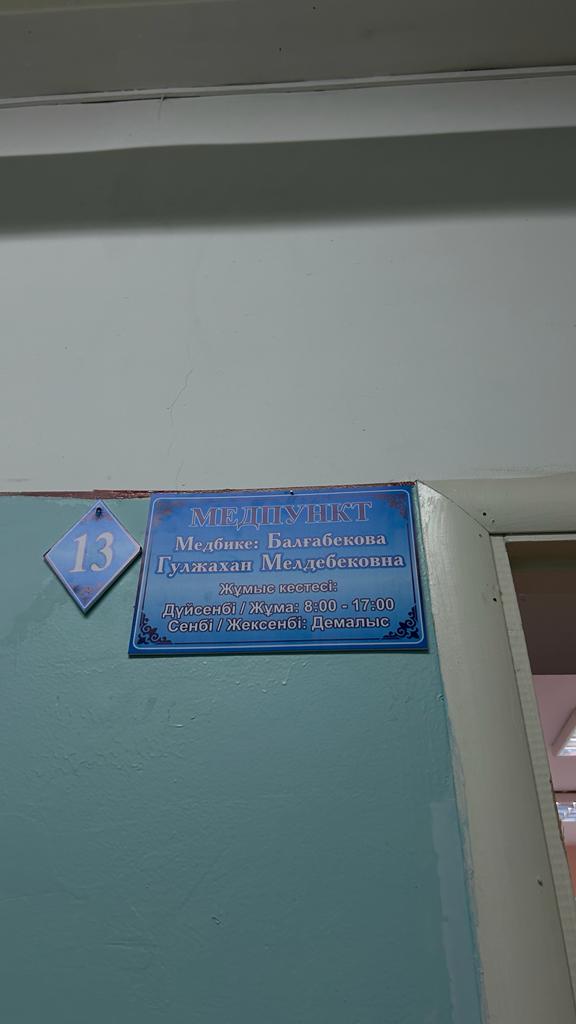 13
МЕДПУНКТ
Медбике: Балғабекова
Гулжахан Мелдебековна
Жұмыс кестесі:
Дүйсенбі / Жұма: 8:00 - 17:00
Сенбі / Жексенбі: Демалыс